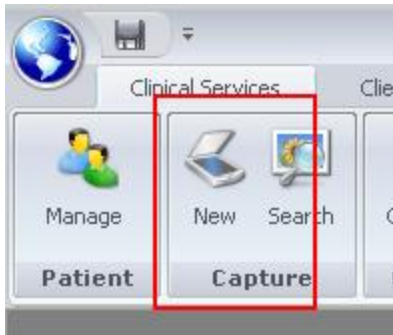 Clinical Services
Manage
New Search
Patient
Capture